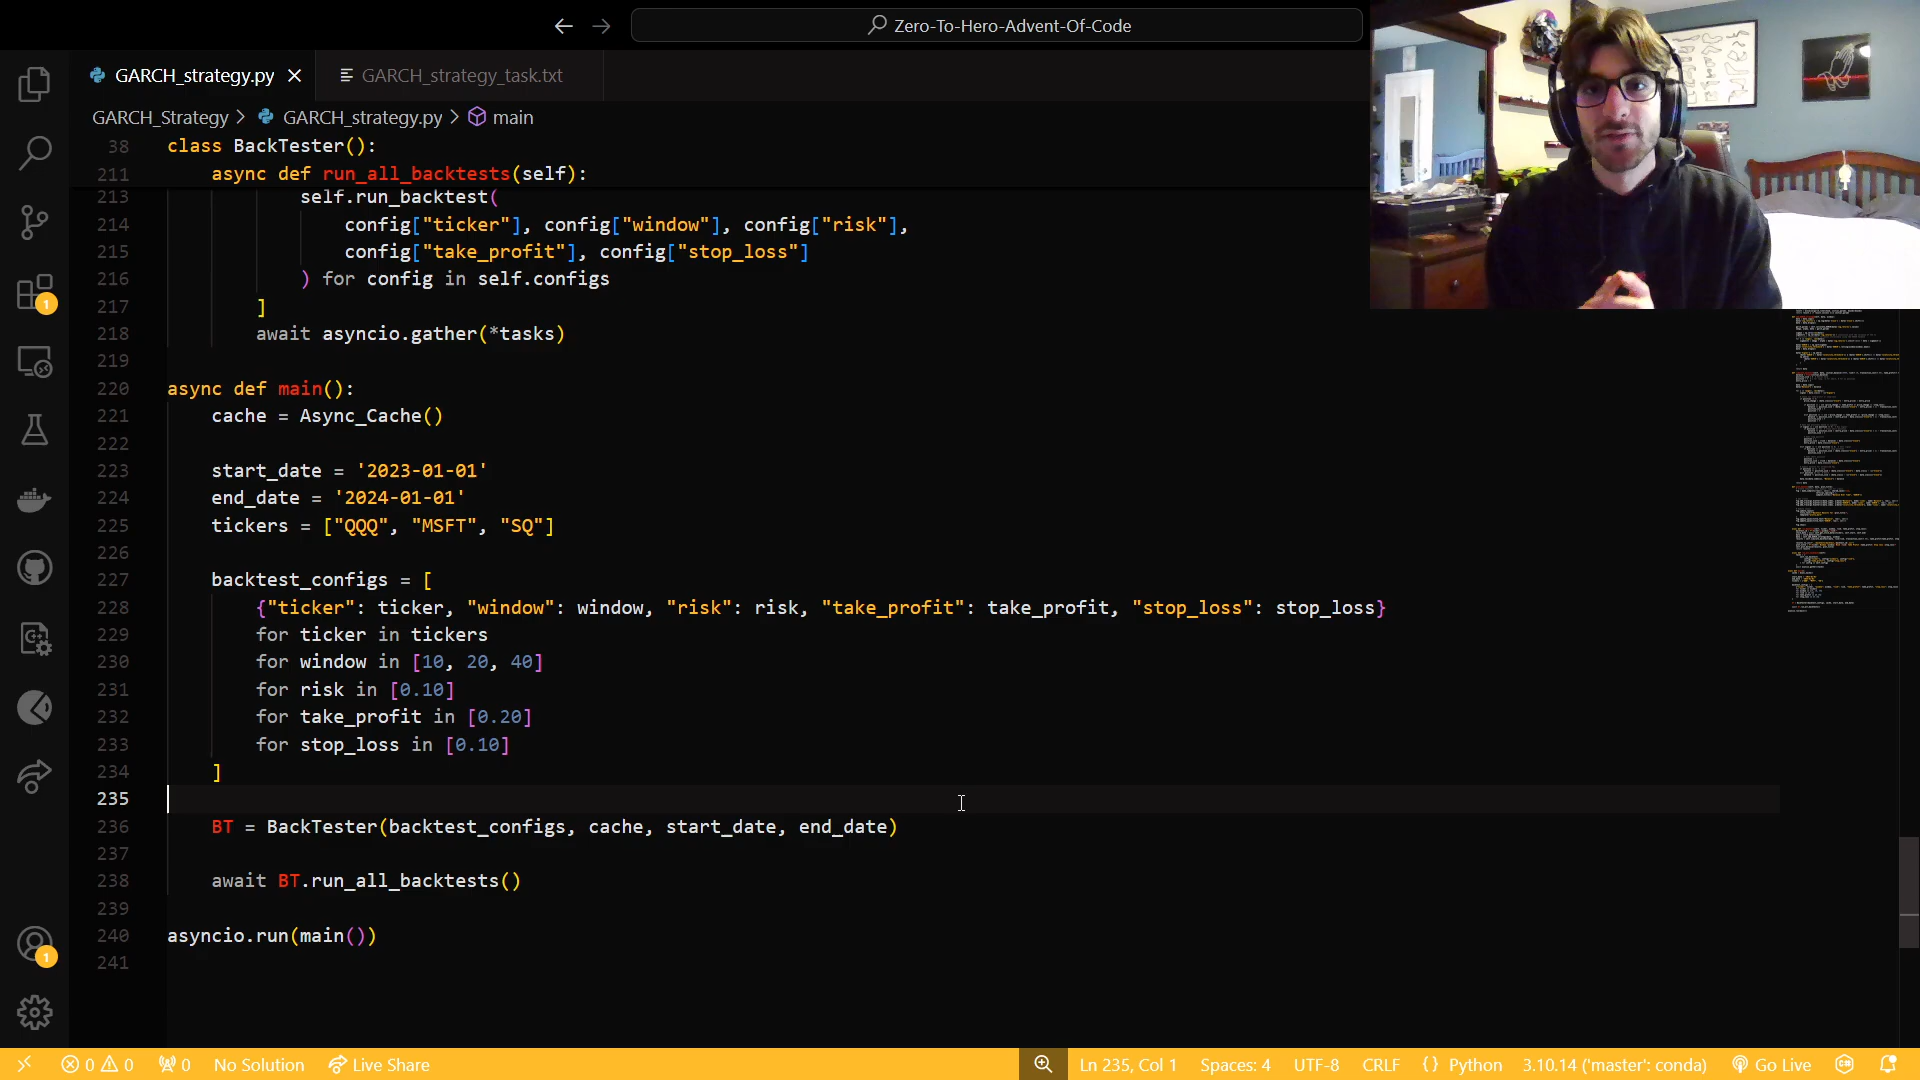 Zero-To-Hero-Advent-Of-Code
GARCH_strategy.py
GARCH_strategy_task.txt
GARCH_Strategy > GARCH_strategy.py > main
38 class BackTester():
211 async def run_all_backtests(self):
213 self.run_backtest(
214 config["ticker"], config["window"], config["risk"],
215 config["take_profit"], config["stop_loss"]
216 ) for config in self.configs
217 ]
218 await asyncio.gather(*tasks)
219
220 async def main():
221 cache = Async_Cache()
222
223 start_date = '2023-01-01'
224 end_date = '2024-01-01'
225 tickers = ["QQQ", "MSFT", "SQ"]
226
227 backtest_configs = [
228 {"ticker": ticker, "window": window, "risk": risk, "take_profit": take_profit, "stop_loss": stop_loss}
229 for ticker in tickers
230 for window in [10, 20, 40]
231 for risk in [0.10]
232 for take_profit in [0.20]
233 for stop_loss in [0.10]
234 ]
235
236 BT = BackTester(backtest_configs, cache, start_date, end_date)
237
238 await BT.run_all_backtests()
239
240 asyncio.run(main())
241
1
1
0 0 0 No Solution Live Share Ln 235, Col 1 Spaces: 4 UTF-8 CRLF {} Python 3.10.14 ('master': conda) Go Live